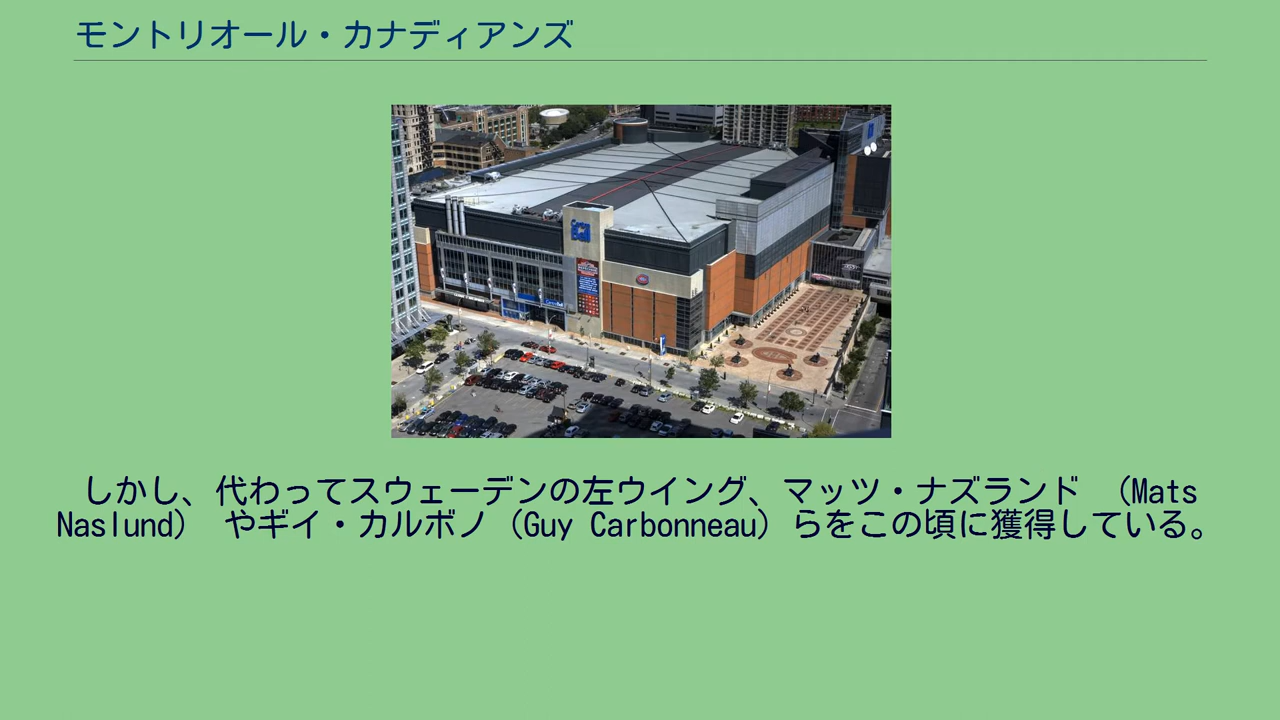 モントリオール・カナディアンズ
しかし、代わってスウェーデンの左ウイング、マッツ・ナズランド （Mats
Naslund） やギイ・カルボノ（Guy Carbonneau）らをこの頃に獲得している。